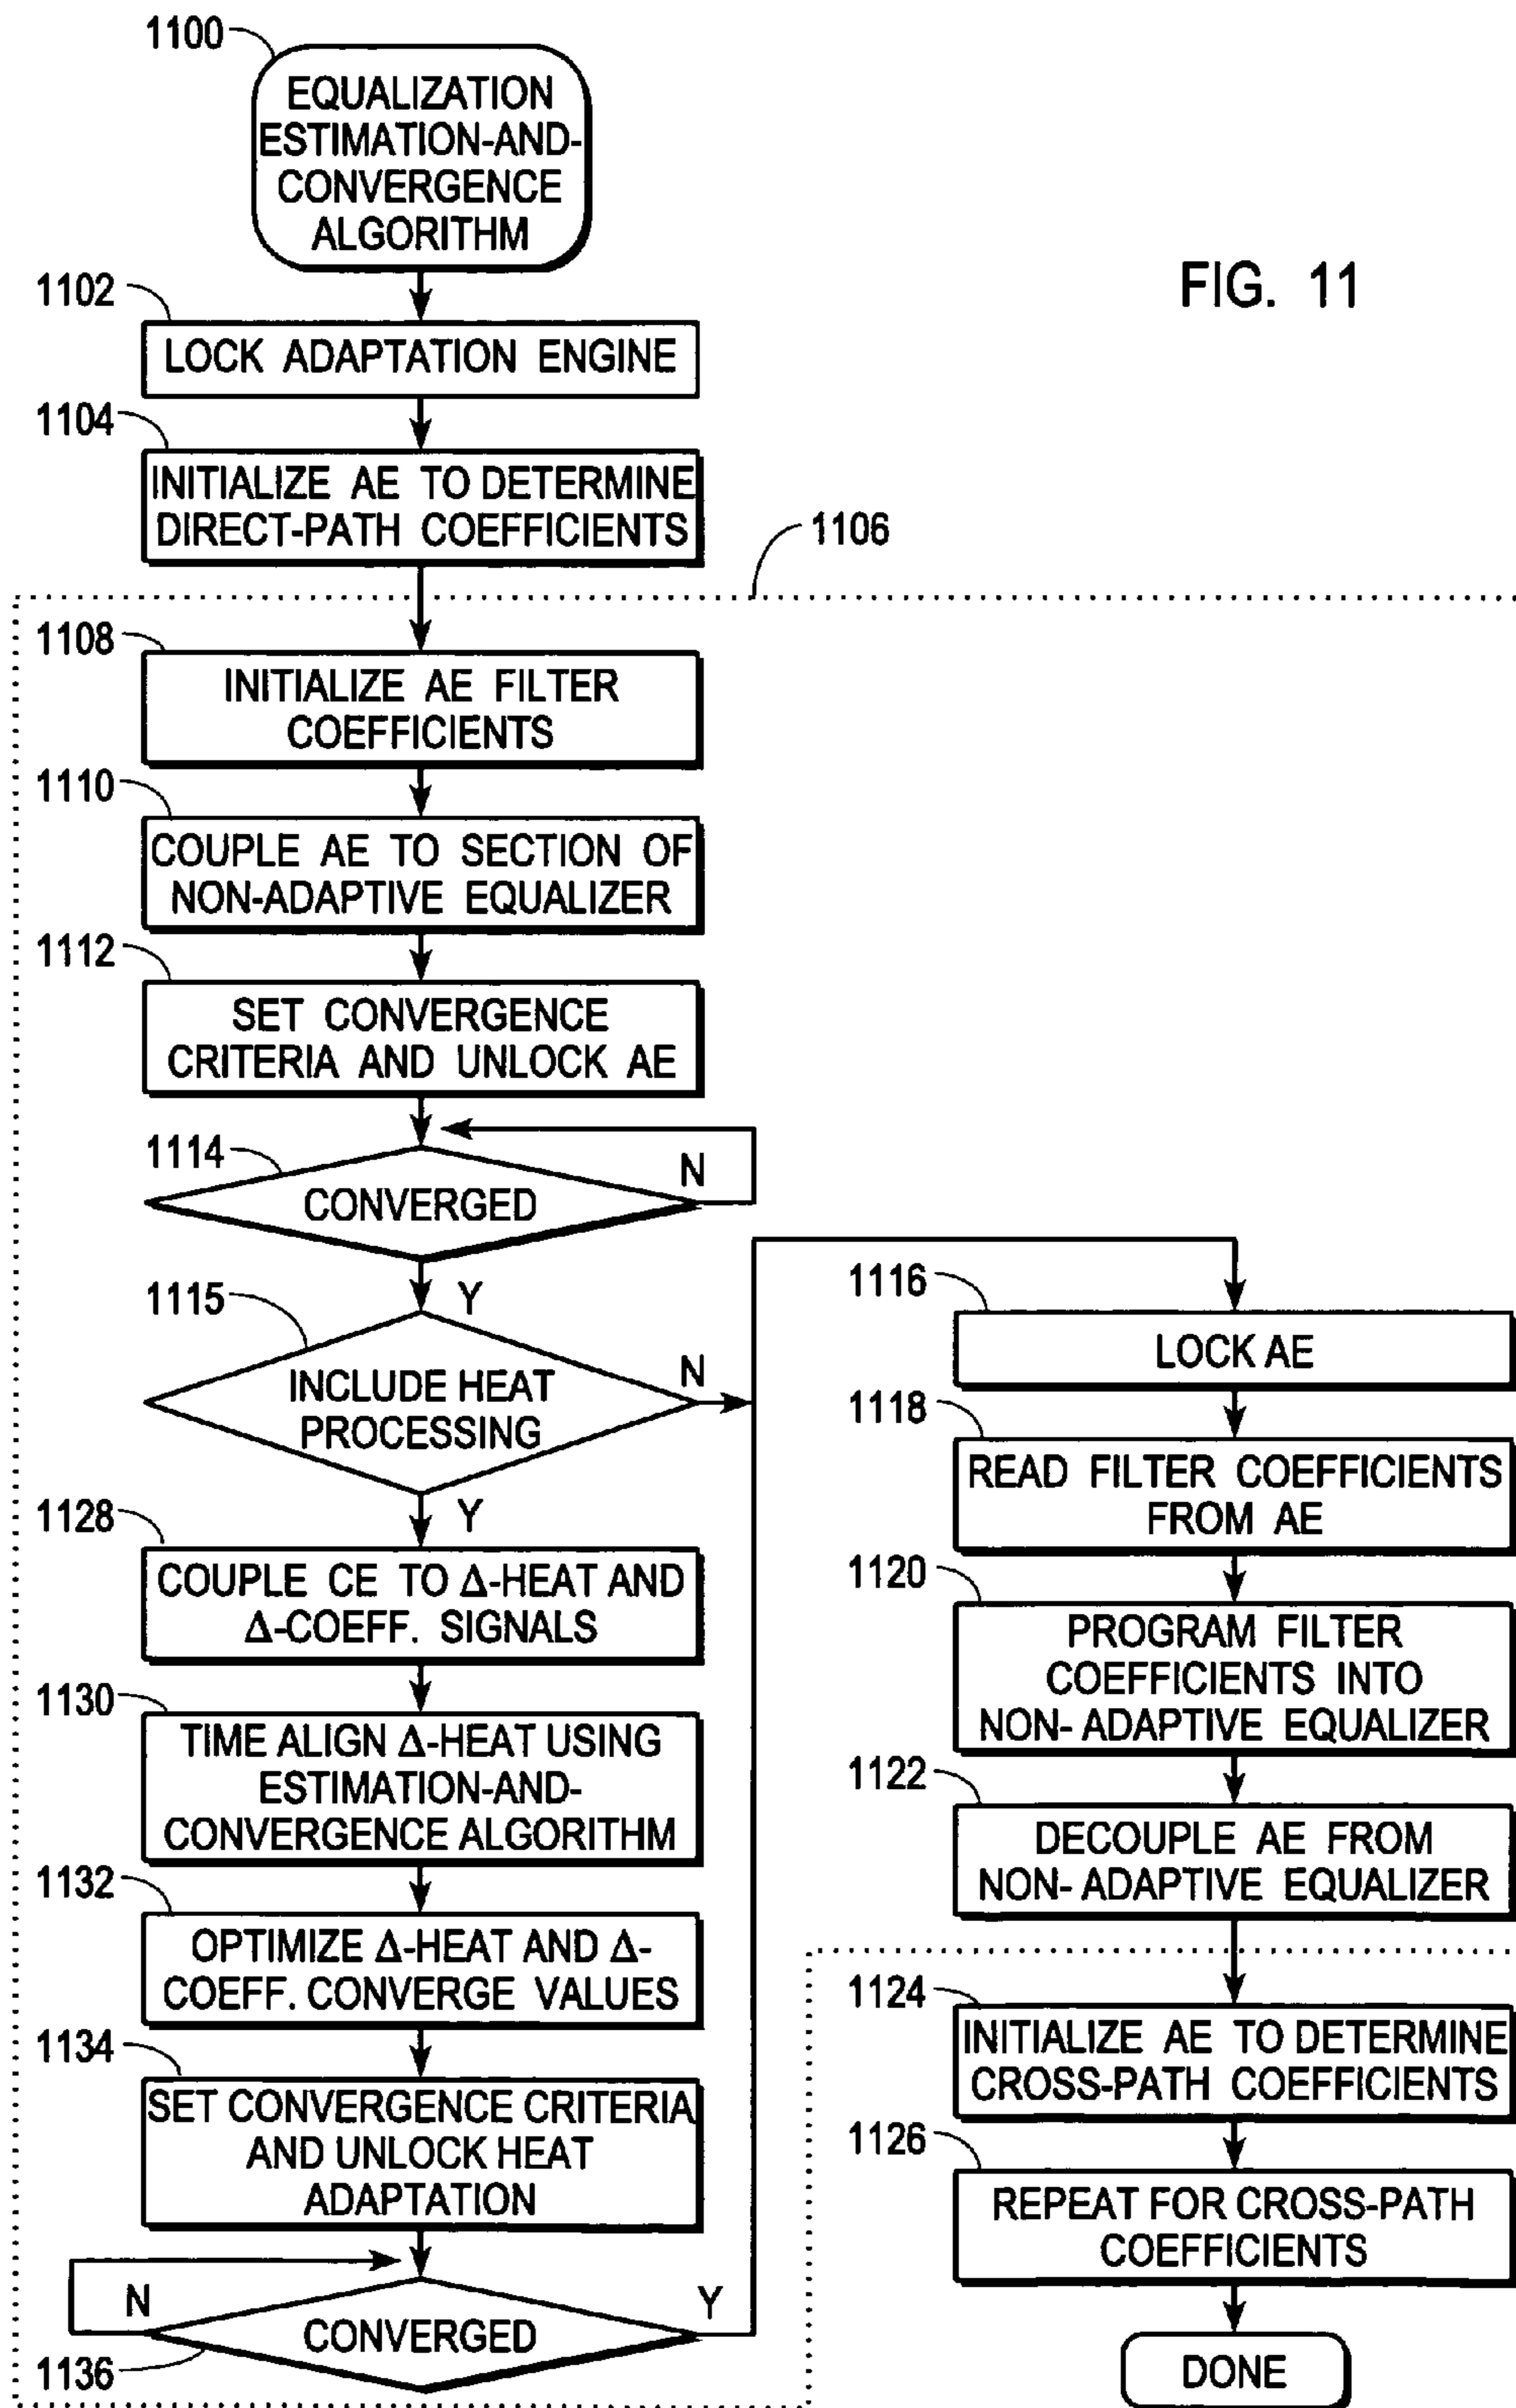 1100
EQUALIZATION
ESTIMATION-AND-
CONVERGENCE
ALGORITHM
FIG. 11
1102
LOCK ADAPTATION ENGINE
1104
INITIALIZE AE TO DETERMINE
DIRECT-PATH COEFFICIENTS
1106
1108
INITIALIZE AE FILTER
COEFFICIENTS
1110
COUPLE AE TO SECTION OF
NON-ADAPTIVE EQUALIZER
1112
SET CONVERGENCE
CRITERIA AND UNLOCK AE
1114
CONVERGED
N
Y
1115
INCLUDE HEAT
PROCESSING
N
Y
1128
COUPLE CE TO Δ-HEAT AND
Δ-COEFF. SIGNALS
1130
TIME ALIGN Δ-HEAT USING
ESTIMATION-AND-
CONVERGENCE ALGORITHM
1132
OPTIMIZE Δ-HEAT AND Δ-
COEFF. CONVERGE VALUES
1134
SET CONVERGENCE CRITERIA
AND UNLOCK HEAT
ADAPTATION
N
CONVERGED
Y
1136
1116
LOCK AE
1118
READ FILTER COEFFICIENTS
FROM AE
1120
PROGRAM FILTER
COEFFICIENTS INTO
NON- ADAPTIVE EQUALIZER
1122
DECOUPLE AE FROM
NON- ADAPTIVE EQUALIZER
1124
INITIALIZE AE TO DETERMINE
CROSS-PATH COEFFICIENTS
1126
REPEAT FOR CROSS-PATH
COEFFICIENTS
DONE